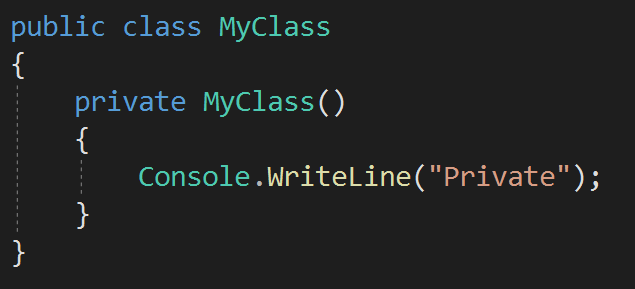 public class MyClass
{
    private MyClass()
    {
        Console.WriteLine("Private");
    }
}